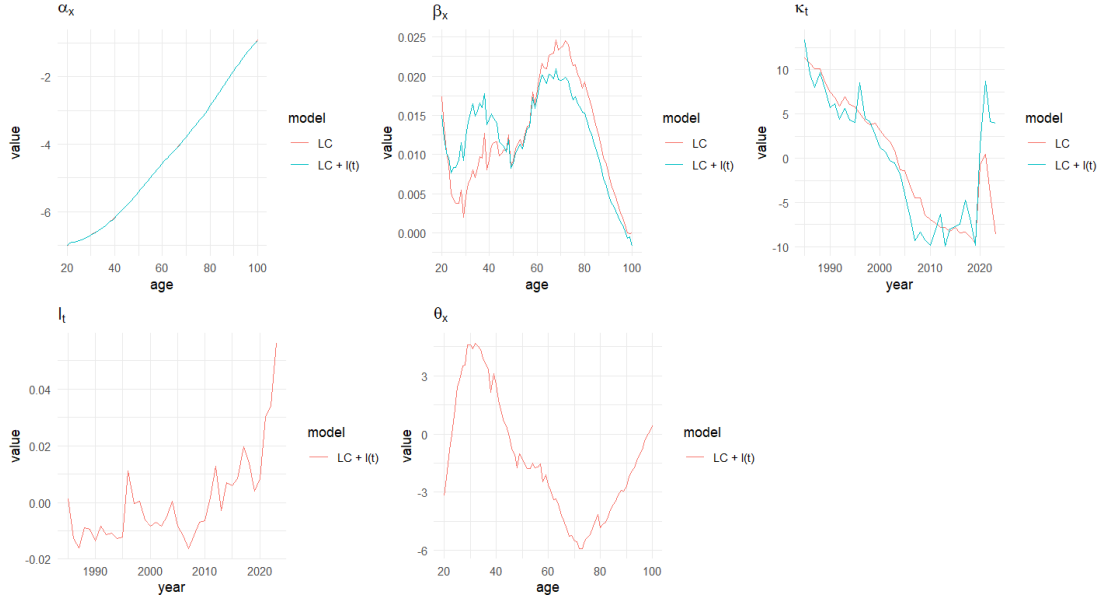 αₓ
value
-2
-4
-6
20 40 60 80 100
age
model
LC
LC + I(t)
βₓ
value
0.025
0.020
0.015
0.010
0.005
0.000
20 40 60 80 100
age
model
LC
LC + I(t)
κₜ
value
10
5
0
-5
-10
1990 2000 2010 2020
year
model
LC
LC + I(t)
Iₜ
value
0.04
0.02
0.00
-0.02
1990 2000 2010 2020
year
model
LC + I(t)
θₓ
value
3
0
-3
-6
20 40 60 80 100
age
model
LC + I(t)